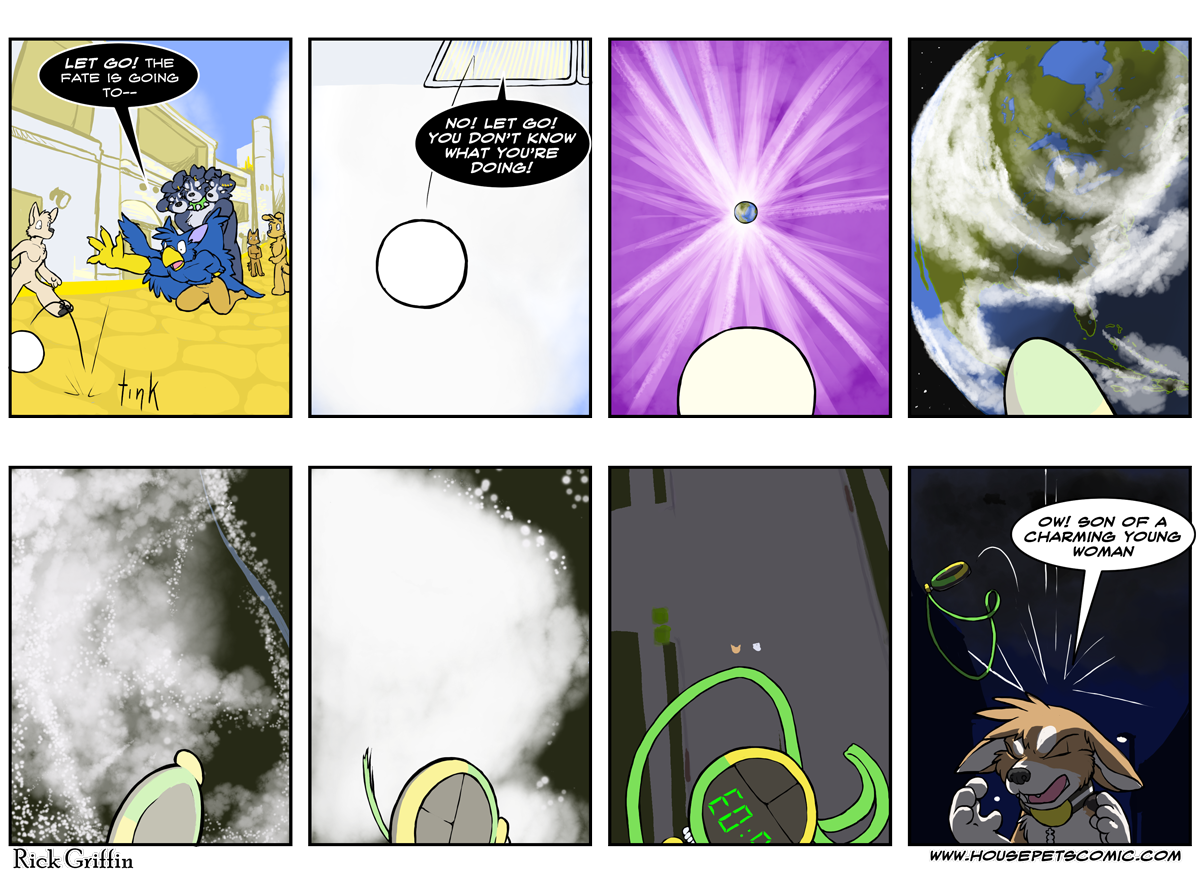 LET GO! THE
FATE IS GOING
TO--
tink
NO! LET GO!
YOU DON'T KNOW
WHAT YOU'RE
DOING!
OW! SON OF A
CHARMING YOUNG
WOMAN
Rick Griffin
WWW.HOUSEPETSCOMIC.COM